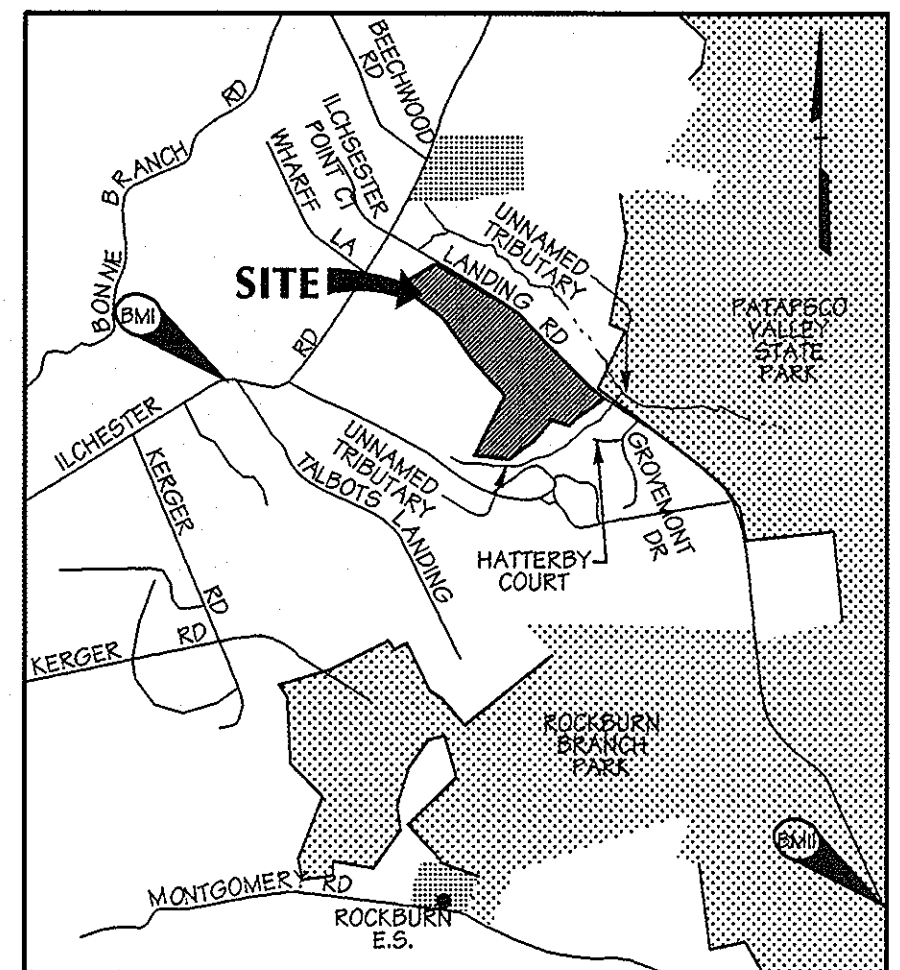 BEECHWOOD
RD
ILCHSESTER
POINT CT
WHARFF
LA
BONNE BRANCH RD
UNNAMED
TRIBUTARY
LANDING RD
SITE
PATAPSCO
VALLEY
STATE
PARK
BM1
RD
ILCHESTER
KERGER
RD
UNNAMED
TRIBUTARY
TALBOTS LANDING
GROVEMONT
DR
HATTERBY
COURT
KERGER RD
ROCKBURN
BRANCH
PARK
BM11
MONTGOMERY RD
ROCKBURN
E.S.